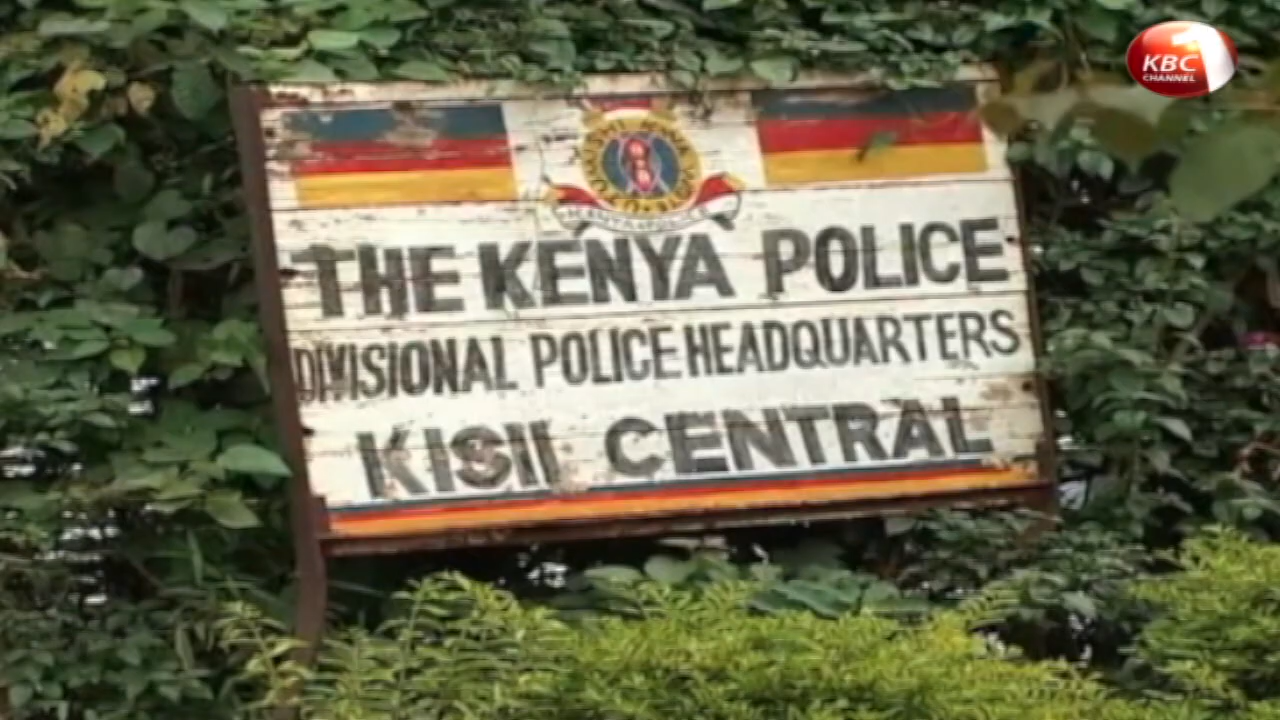 KBC 1
CHANNEL
THE KENYA POLICE
DIVISIONAL POLICE HEADQUARTERS
KISII CENTRAL